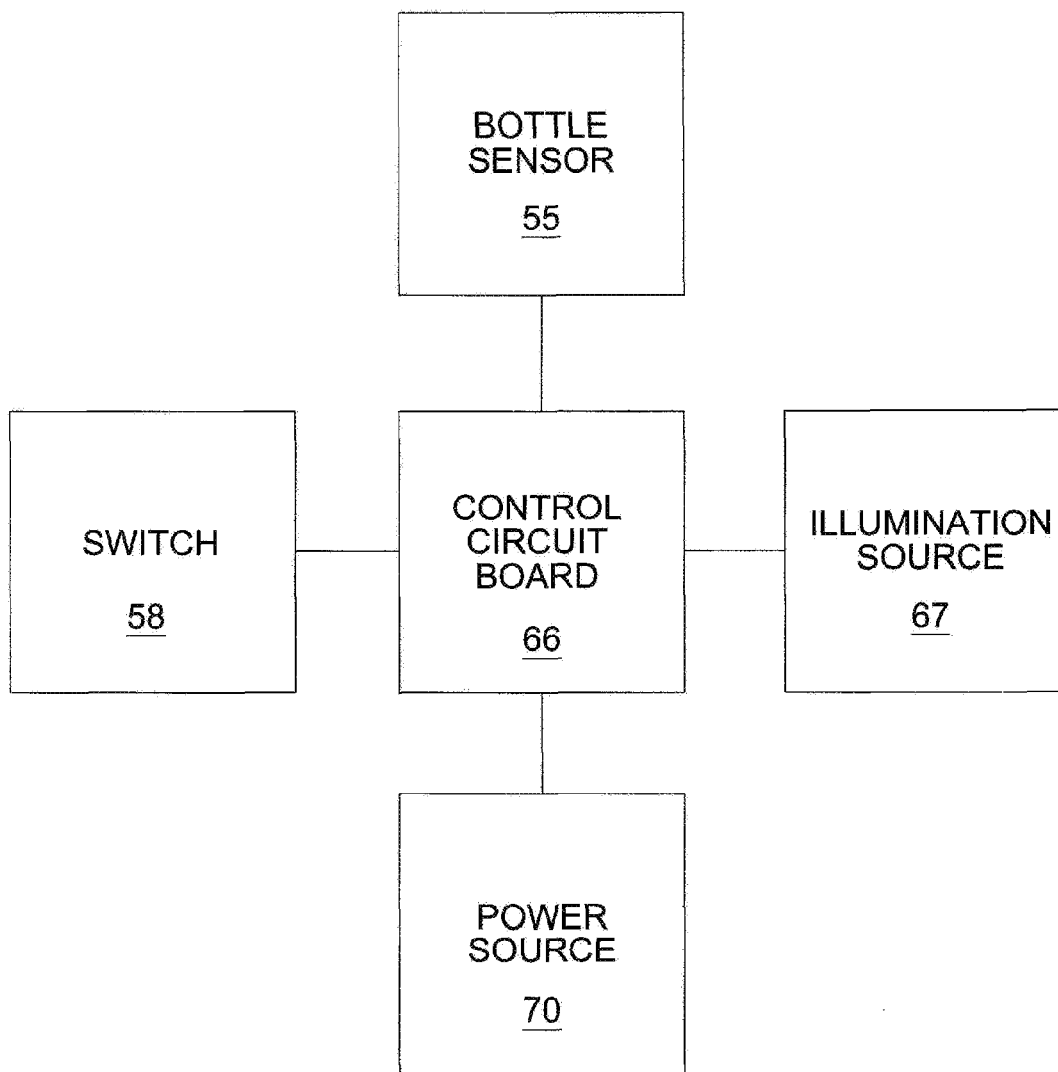 BOTTLE
SENSOR
55
SWITCH
58
CONTROL
CIRCUIT
BOARD
66
ILLUMINATION
SOURCE
67
POWER
SOURCE
70